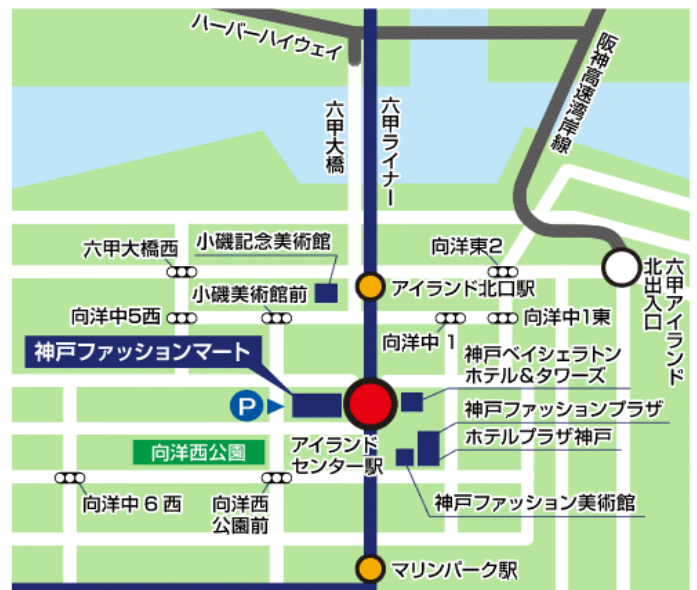 ハーバーハイウェイ
阪神高速湾岸線
六甲大橋
六甲ライナー
六甲大橋西
小磯記念美術館
向洋東2
アイランド北口駅
六甲アイランド
北出入口
小磯美術館前
向洋中5西
向洋中1
向洋中1東
神戸ファッションマート
神戸ベイシェラトン
ホテル&タワーズ
P
神戸ファッションプラザ
アイランド
センター駅
ホテルプラザ神戸
向洋西公園
向洋中6西
向洋西
公園前
神戸ファッション美術館
マリンパーク駅